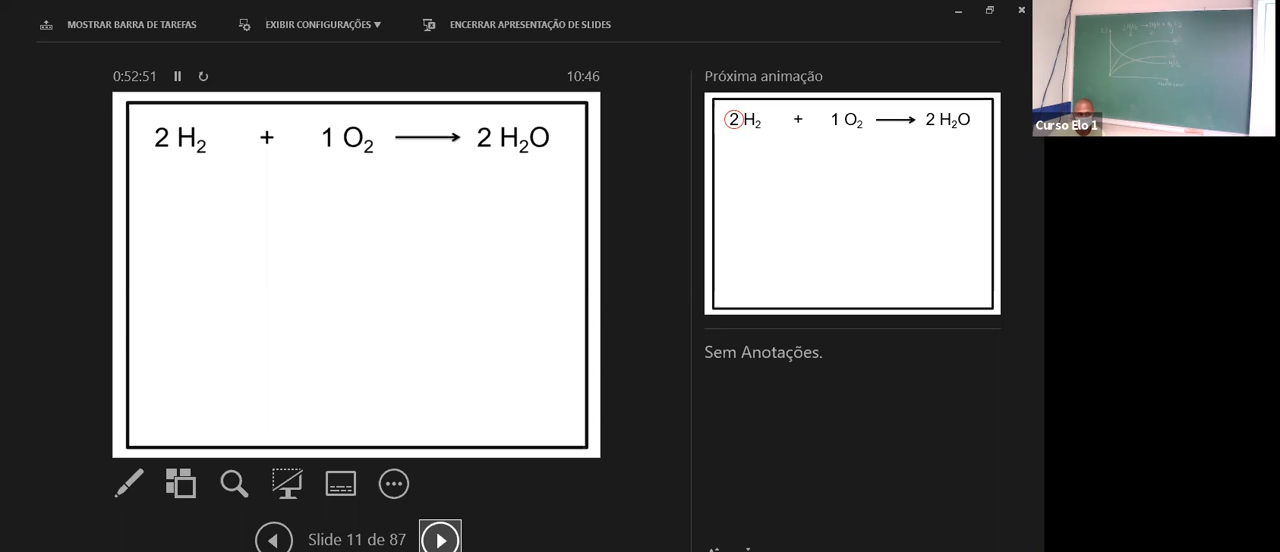 MOSTRAR BARRA DE TAREFAS EXIBIR CONFIGURAÇÕES ▼ ENCERRAR APRESENTAÇÃO DE SLIDES
0:52:51 10:46
2 H₂ + 1 O₂ ⟶ 2 H₂O
Slide 11 de 87
Próxima animação
2 H₂ + 1 O₂ ⟶ 2 H₂O
Sem Anotações.
Curso Elo 1